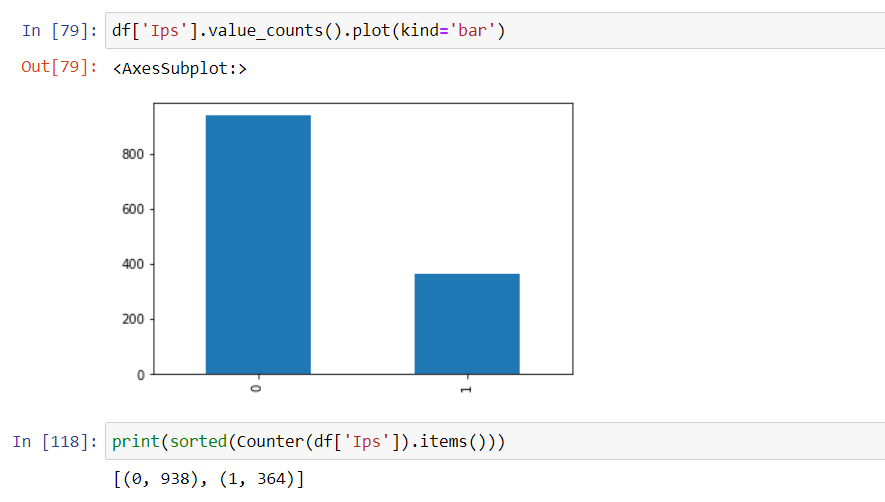 In [79]: df['Ips'].value_counts().plot(kind='bar')
Out[79]: <AxesSubplot:>
800
600
400
200
0
0 1
In [118]: print(sorted(Counter(df['Ips']).items()))
[(0, 938), (1, 364)]